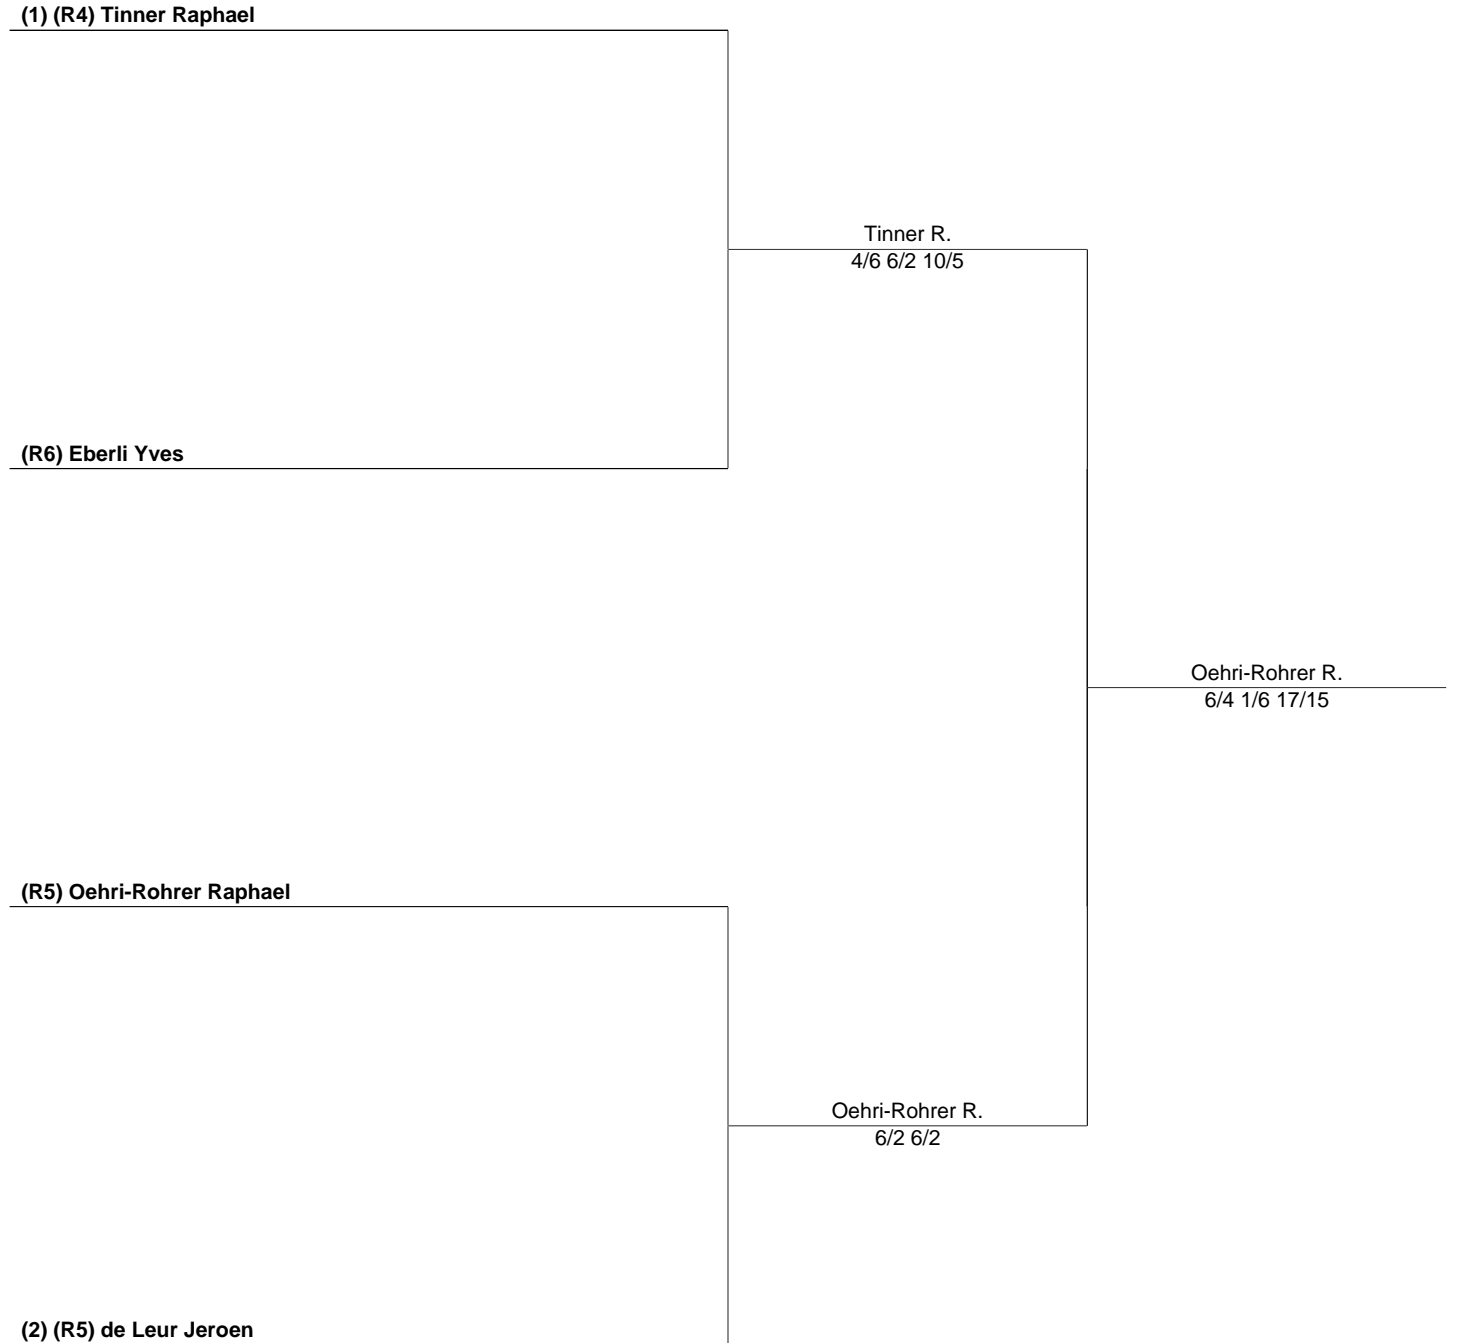 (1) (R4) Tinner Raphael
Tinner R.
4/6 6/2 10/5
(R6) Eberli Yves
Oehri-Rohrer R.
6/4 1/6 17/15
(R5) Oehri-Rohrer Raphael
Oehri-Rohrer R.
6/2 6/2
(2) (R5) de Leur Jeroen